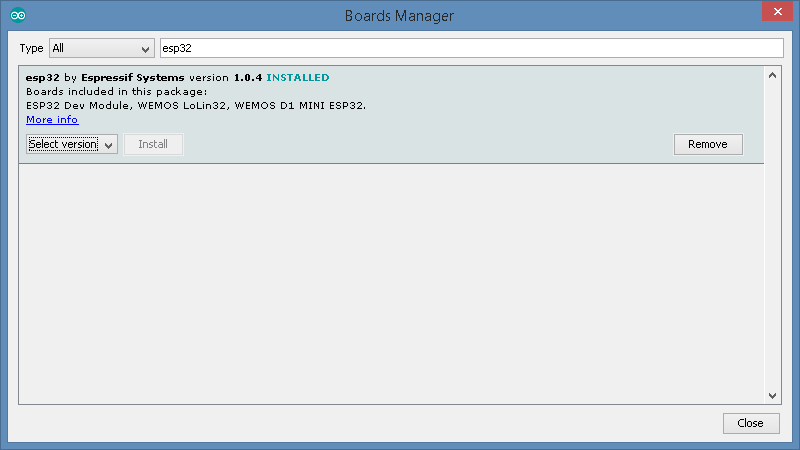 Boards Manager
Type All esp32
esp32 by Espressif Systems version 1.0.4 INSTALLED
Boards included in this package:
ESP32 Dev Module, WEMOS LoLin32, WEMOS D1 MINI ESP32.
More info
Select version Install Remove
Close